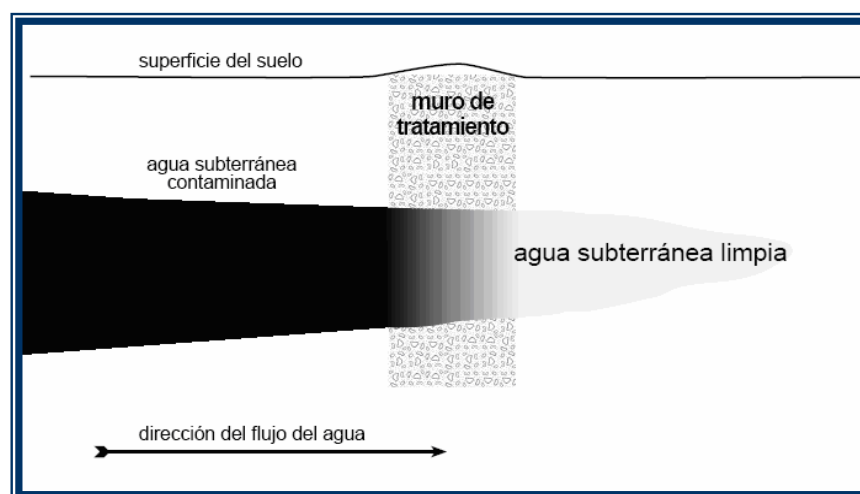 superficie del suelo
muro de
tratamiento
agua subterránea
contaminada
agua subterránea limpia
dirección del flujo del agua